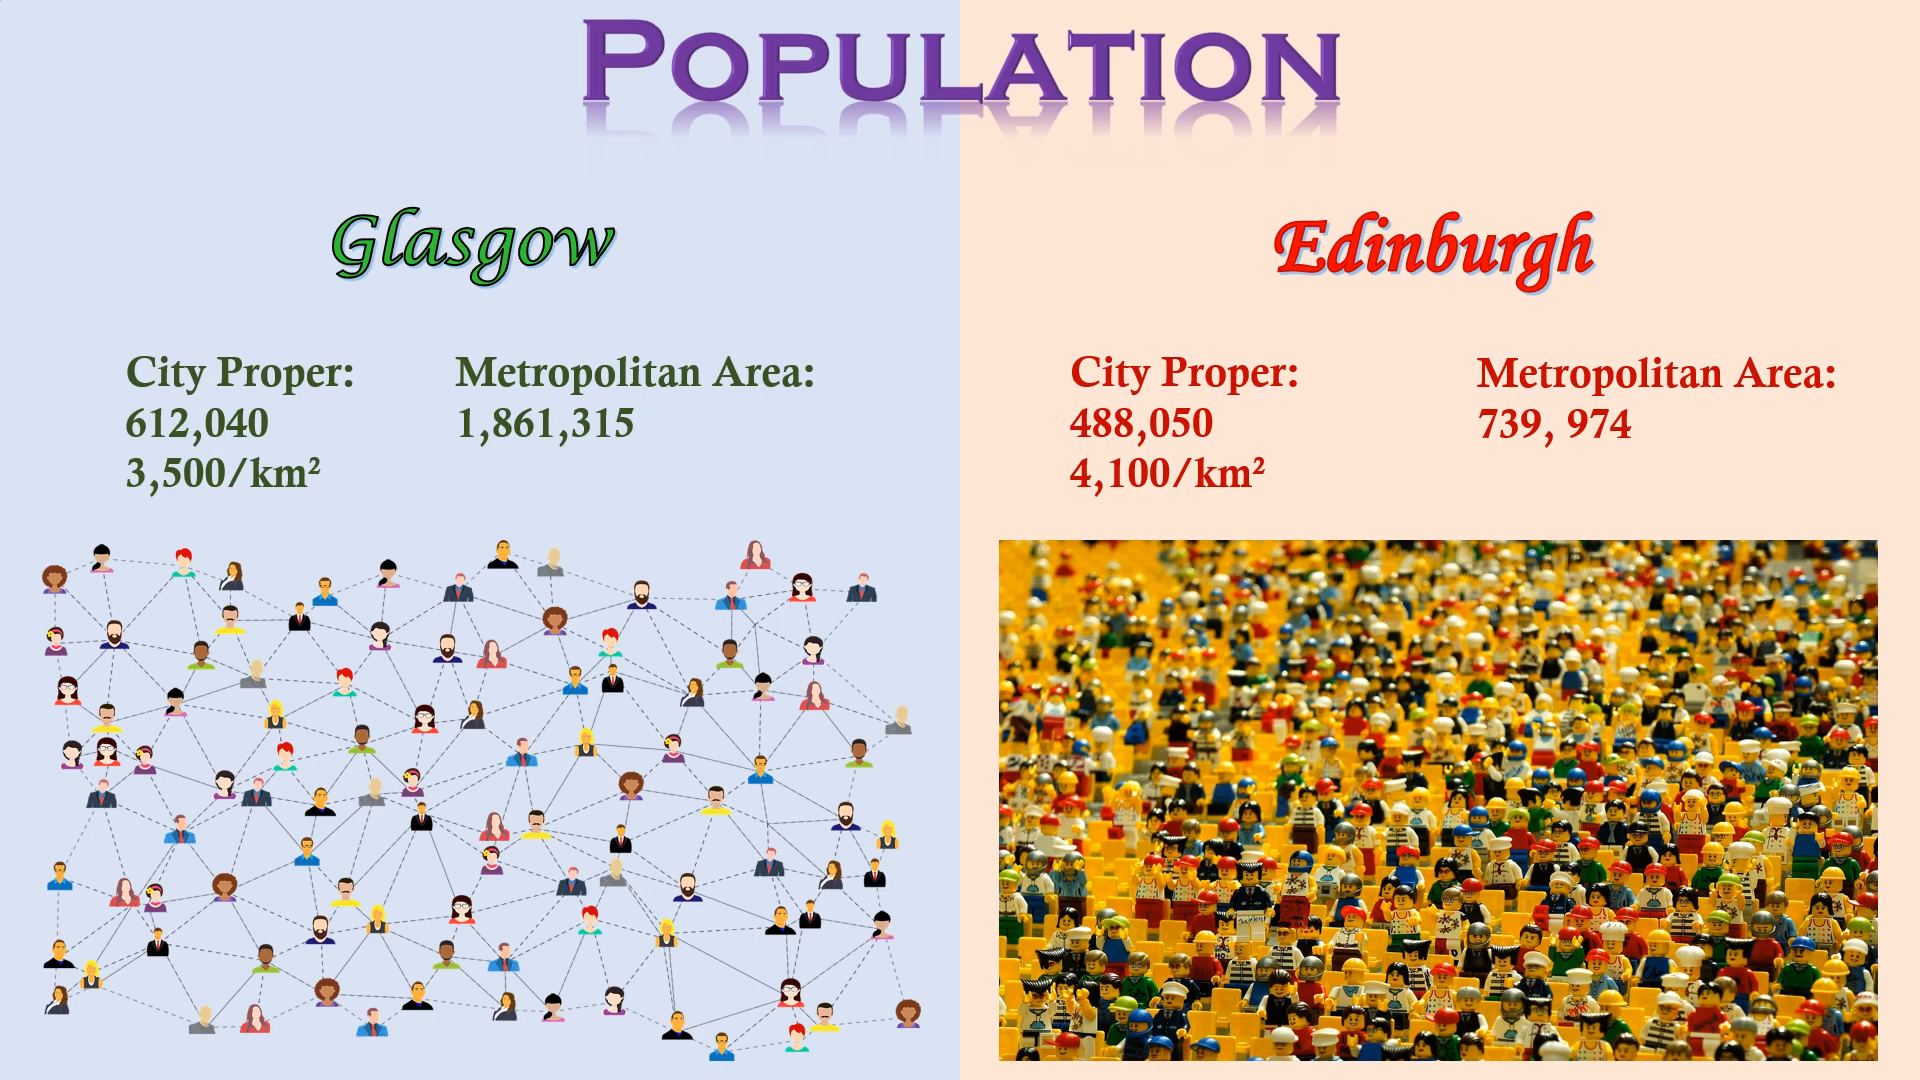 POPULATION
Glasgow
City Proper:
612,040
3,500/km²
Metropolitan Area:
1,861,315
Edinburgh
City Proper:
488,050
4,100/km²
Metropolitan Area:
739, 974